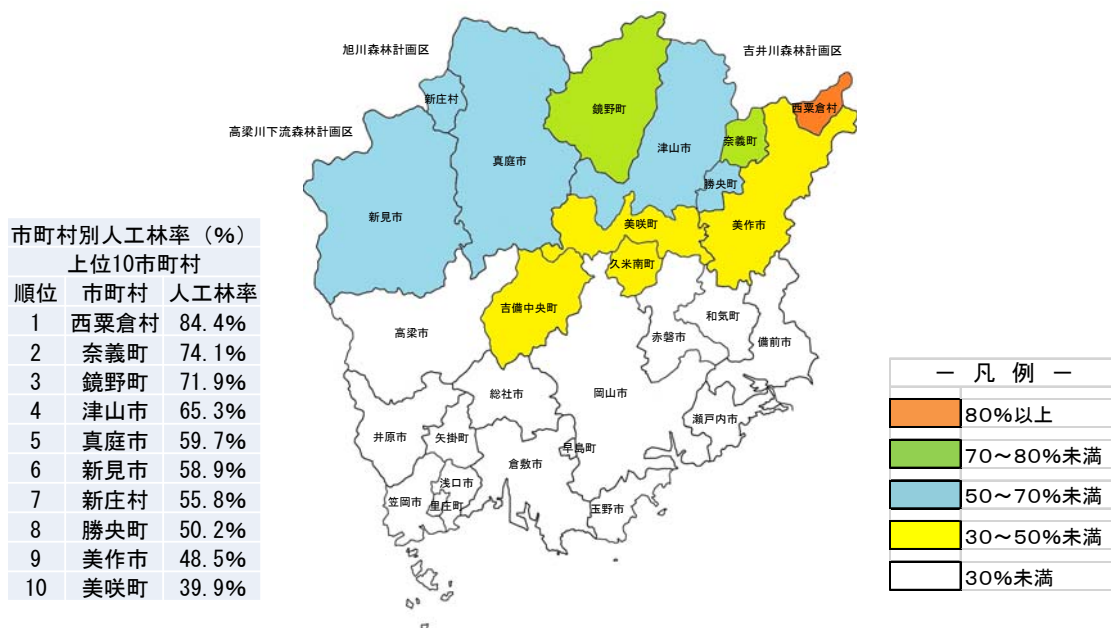 旭川森林計画区
吉井川森林計画区
高梁川下流森林計画区
新庄村
鏡野町
西粟倉村
真庭市
津山市
奈義町
勝央町
新見市
美咲町
美作市
久米南町
吉備中央町
高梁市
和気町
赤磐市
備前市
総社市
岡山市
瀬戸内市
井原市
矢掛町
早島町
倉敷市
浅口市
笠岡市
里庄町
玉野市
市町村別人工林率（%）
上位10市町村
順位 市町村 人工林率
1 西粟倉村 84.4%
2 奈義町 74.1%
3 鏡野町 71.9%
4 津山市 65.3%
5 真庭市 59.7%
6 新見市 58.9%
7 新庄村 55.8%
8 勝央町 50.2%
9 美作市 48.5%
10 美咲町 39.9%
－ 凡 例 －
80%以上
70～80%未満
50～70%未満
30～50%未満
30%未満